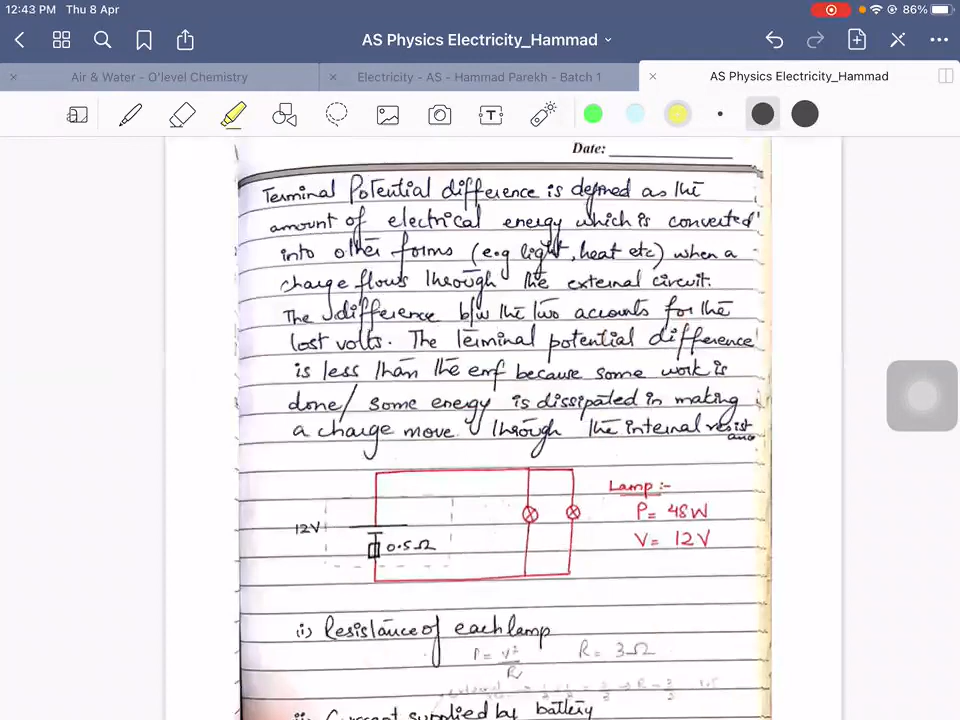 12:43 PM Thu 8 Apr
86%
AS Physics Electricity_Hammad
Air & Water - O'level Chemistry
Electricity - AS - Hammad Parekh - Batch 1
AS Physics Electricity_Hammad
Date:
Terminal Potential difference is defined as the
amount of electrical energy which is converted
into other forms (e.g light, heat etc) when a
charge flows through the external circuit.
The difference b/w the two accounts for the
lost volts. The Terminal potential difference
is less than the emf because some work is
done/ some energy is dissipated in making
a charge move through the internal resist
ance
Lamp :-
P = 48W
12V
V = 12V
0.5Ω
(i) Resistance of each lamp
P = V²/R R = 3Ω
ii) Current supplied by battery